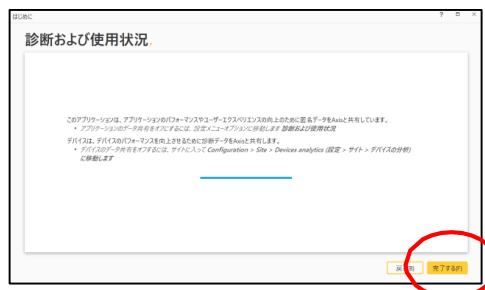 はじめに
診断および使用状況.
このアプリケーションは、アプリケーションのパフォーマンスやユーザーエクスペリエンスの向上のために匿名データをAxisと共有しています。
• アプリケーションのデータ共有をオフにするには、設定メニューオプションに移動します 診断および使用状況
デバイスは、デバイスのパフォーマンスを向上させるために診断データをAxisと共有します。
• デバイスのデータ共有をオフするには、サイトに入って Configuration > Site > Devices analytics (設定 > サイト > デバイスの分析)
に移動します
戻る(B) 完了する(F)